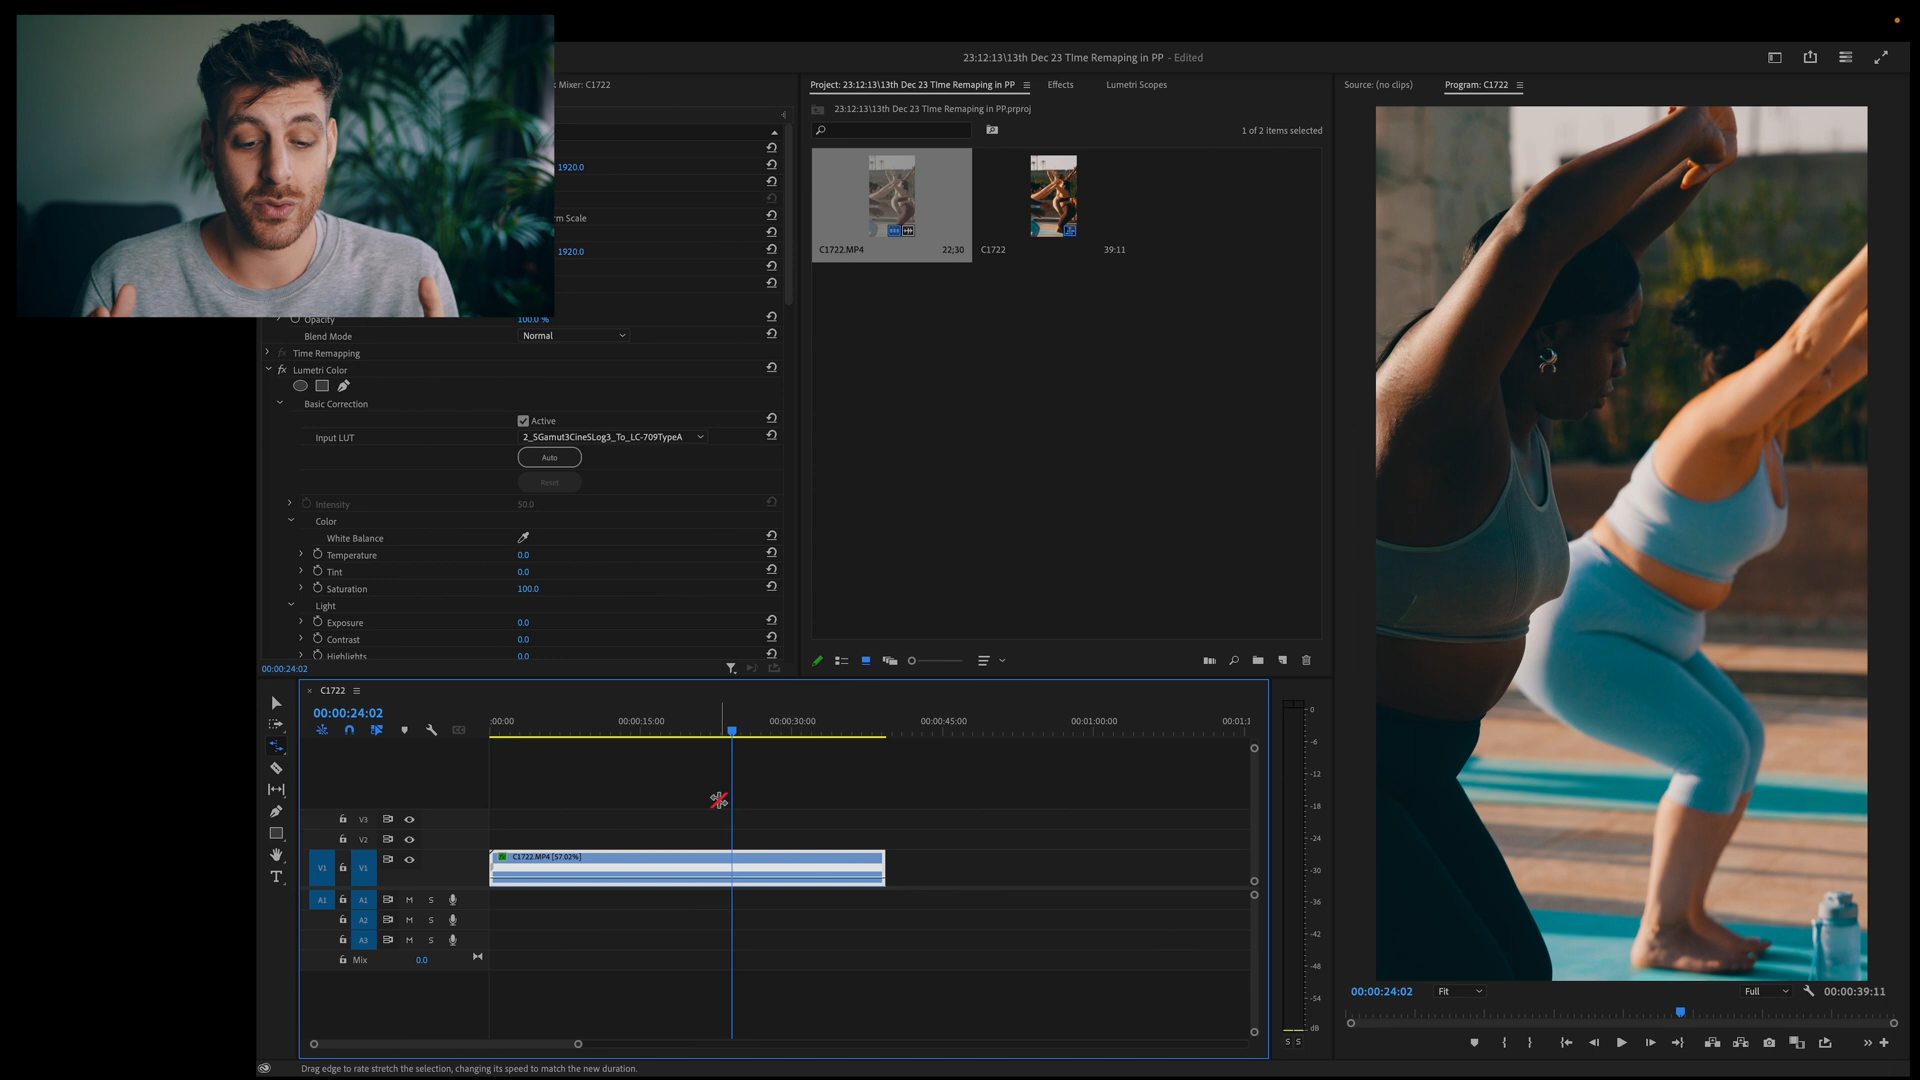 23:12:13\13th Dec 23 TIme Remaping in PP - Edited
Mixer: C1722
Project: 23:12:13\13th Dec 23 TIme Remaping in PP
Effects
Lumetri Scopes
Source: (no clips)
Program: C1722
23:12:13\13th Dec 23 TIme Remaping in PP.prproj
1 of 2 items selected
1920.0
rm Scale
1920.0
C1722.MP4
22;30
C1722
39:11
Opacity
100.0 %
Blend Mode
Normal
Time Remapping
fx Lumetri Color
Basic Correction
Active
Input LUT
2_SGamut3CineSLog3_To_LC-709TypeA
Auto
Reset
Intensity
50.0
Color
White Balance
Temperature
0.0
Tint
0.0
Saturation
100.0
Light
Exposure
0.0
Contrast
0.0
Highlights
0.0
00:00:24:02
C1722
00:00:24:02
:00:00
00:00:15:00
00:00:30:00
00:00:45:00
00:01:00:00
00:01:1
V3
V2
fx C1722.MP4 [57.02%]
V1
V1
A1
A1
M
S
A2
M
S
A3
M
S
Mix
0.0
0
-6
-12
-18
-24
-30
-36
-42
-48
-54
dB
S S
00:00:24:02
Fit
Full
00:00:39:11
Drag edge to rate stretch the selection, changing its speed to match the new duration.